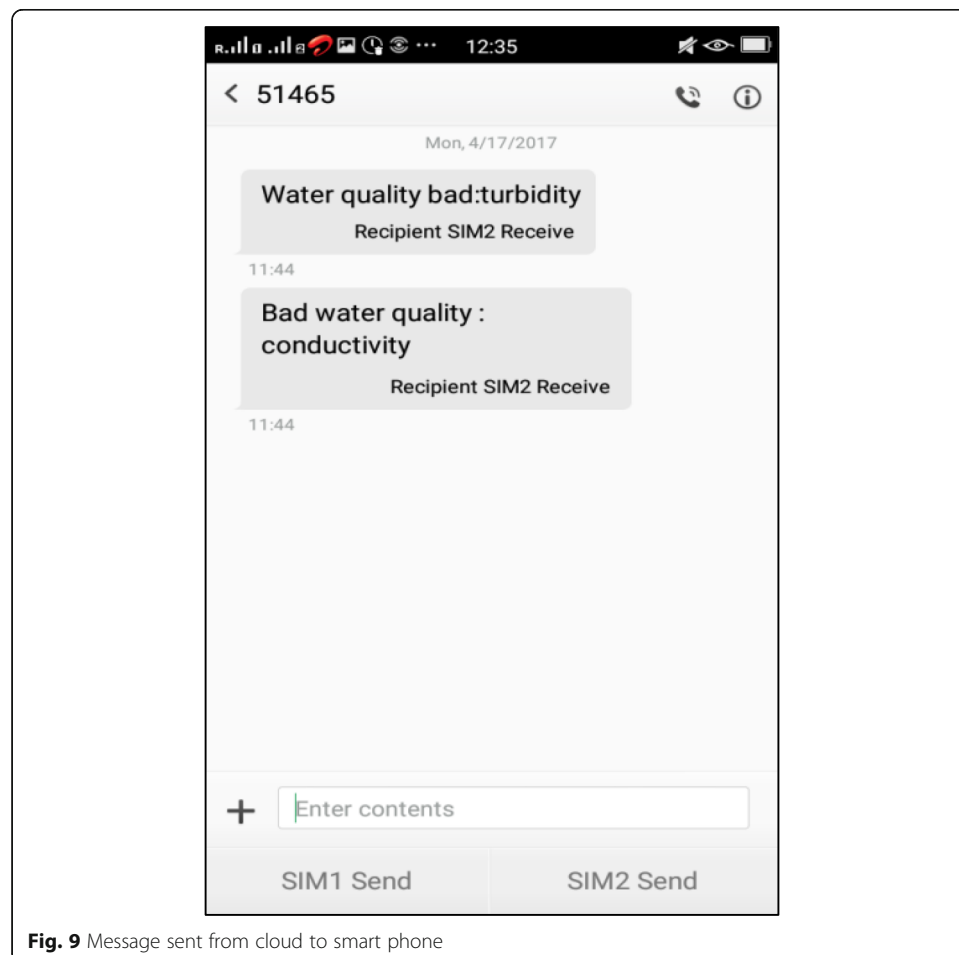 12:35
51465
Mon, 4/17/2017
Water quality bad:turbidity
Recipient SIM2 Receive
11:44
Bad water quality :
conductivity
Recipient SIM2 Receive
11:44
Enter contents
SIM1 Send SIM2 Send
Fig. 9 Message sent from cloud to smart phone